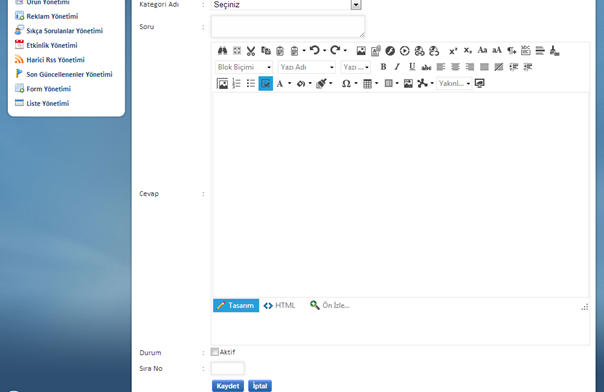 Ürün Yönetimi
Reklam Yönetimi
Sıkça Sorulanlar Yönetimi
Etkinlik Yönetimi
Harici Rss Yönetimi
Son Güncellenenler Yönetimi
Form Yönetimi
Liste Yönetimi
Kategori Adı :
Seçiniz
Soru :
Blok Biçimi
Yazı Adı
Yazı ...
B I U abc
Yakınl...
Cevap :
Tasarım
HTML
Ön İzle...
Durum :
Aktif
Sıra No :
Kaydet
İptal